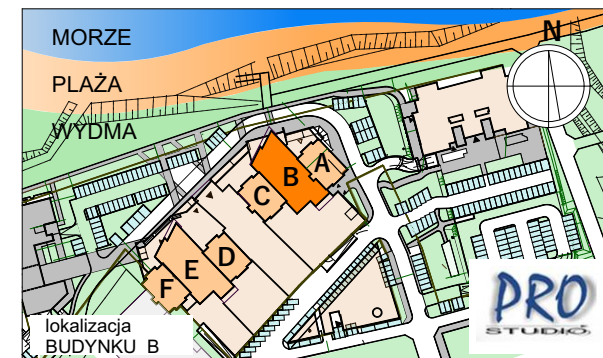 MORZE
N
PLAŻA
WYDMA
A
B
C
D
E
F
lokalizacja
BUDYNKU B
PRO
STUDIO